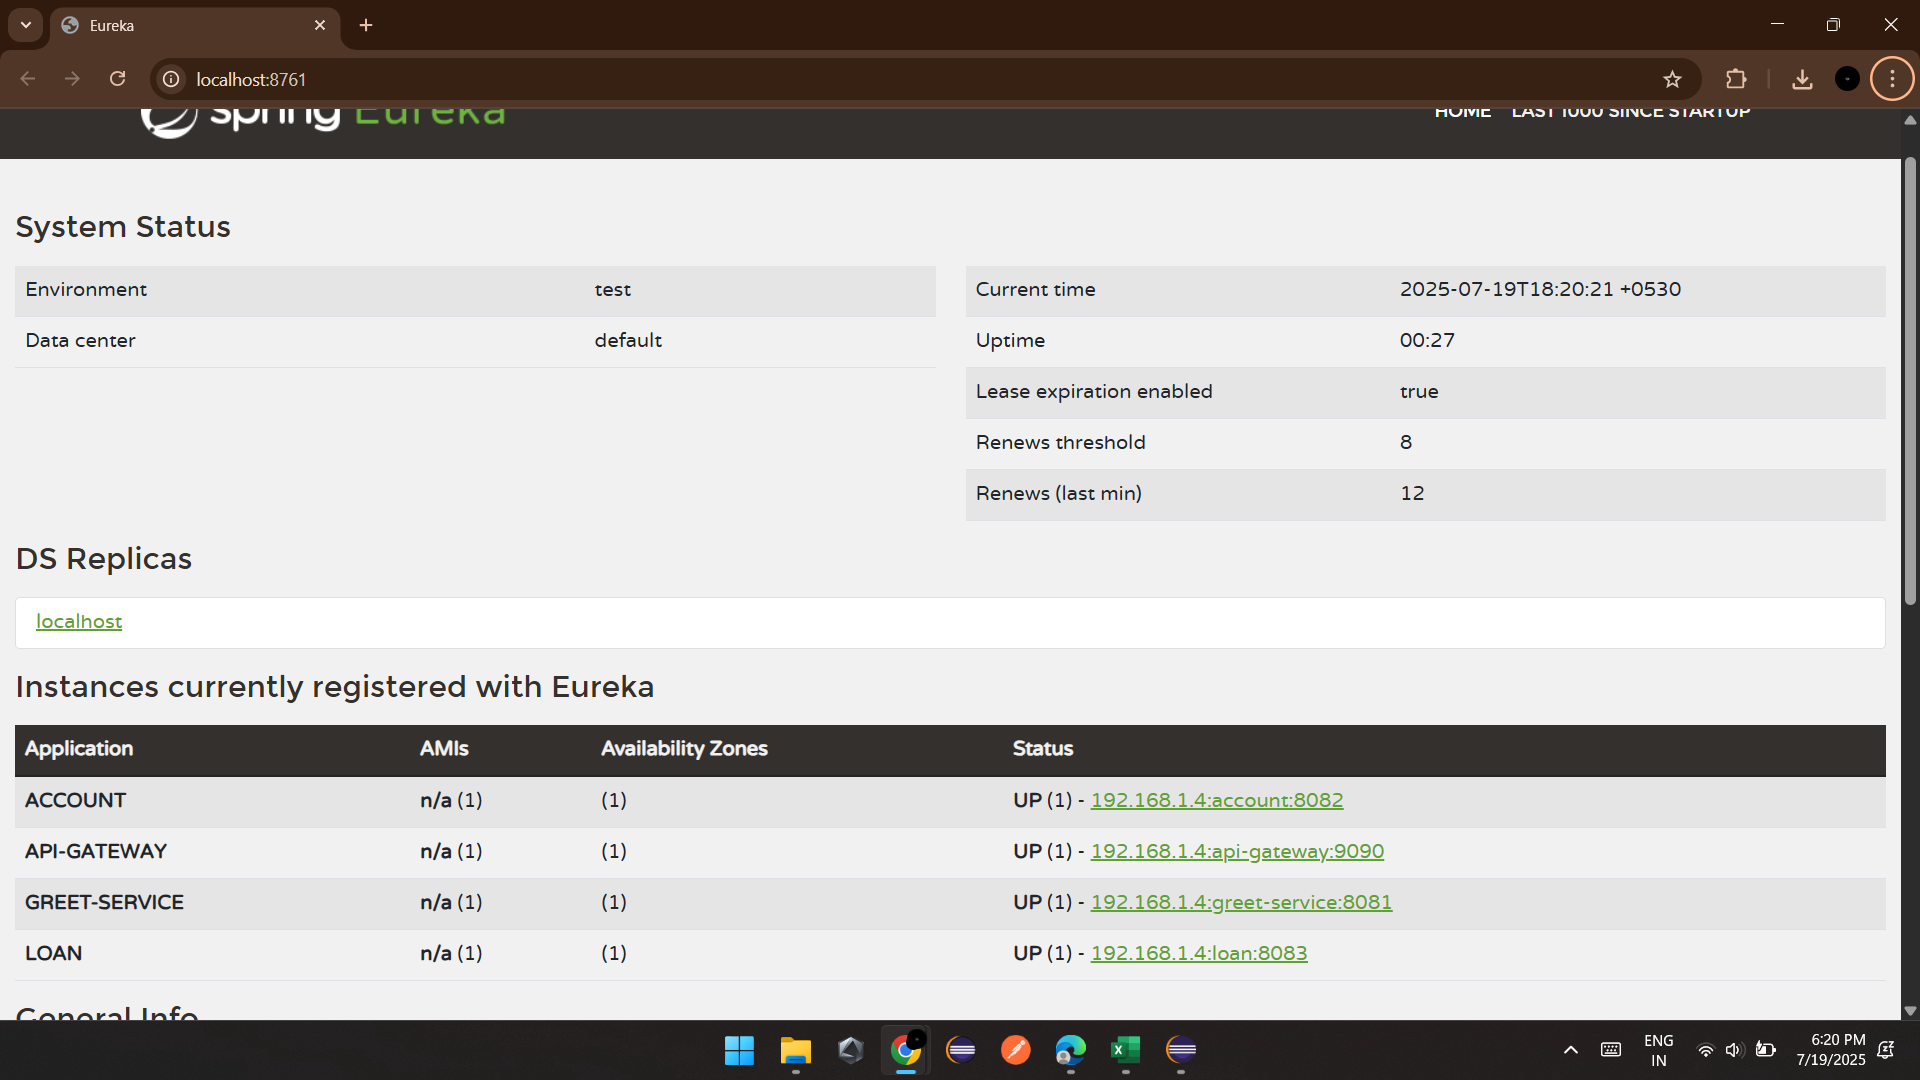 Eureka
localhost:8761
spring Eureka
HOME LAST 1000 SINCE STARTUP
System Status
Environment test
Data center default
Current time 2025-07-19T18:20:21 +0530
Uptime 00:27
Lease expiration enabled true
Renews threshold 8
Renews (last min) 12
DS Replicas
localhost
Instances currently registered with Eureka
Application AMIs Availability Zones Status
ACCOUNT n/a (1) (1) UP (1) - 192.168.1.4:account:8082
API-GATEWAY n/a (1) (1) UP (1) - 192.168.1.4:api-gateway:9090
GREET-SERVICE n/a (1) (1) UP (1) - 192.168.1.4:greet-service:8081
LOAN n/a (1) (1) UP (1) - 192.168.1.4:loan:8083
General Info
ENG
IN
6:20 PM
7/19/2025